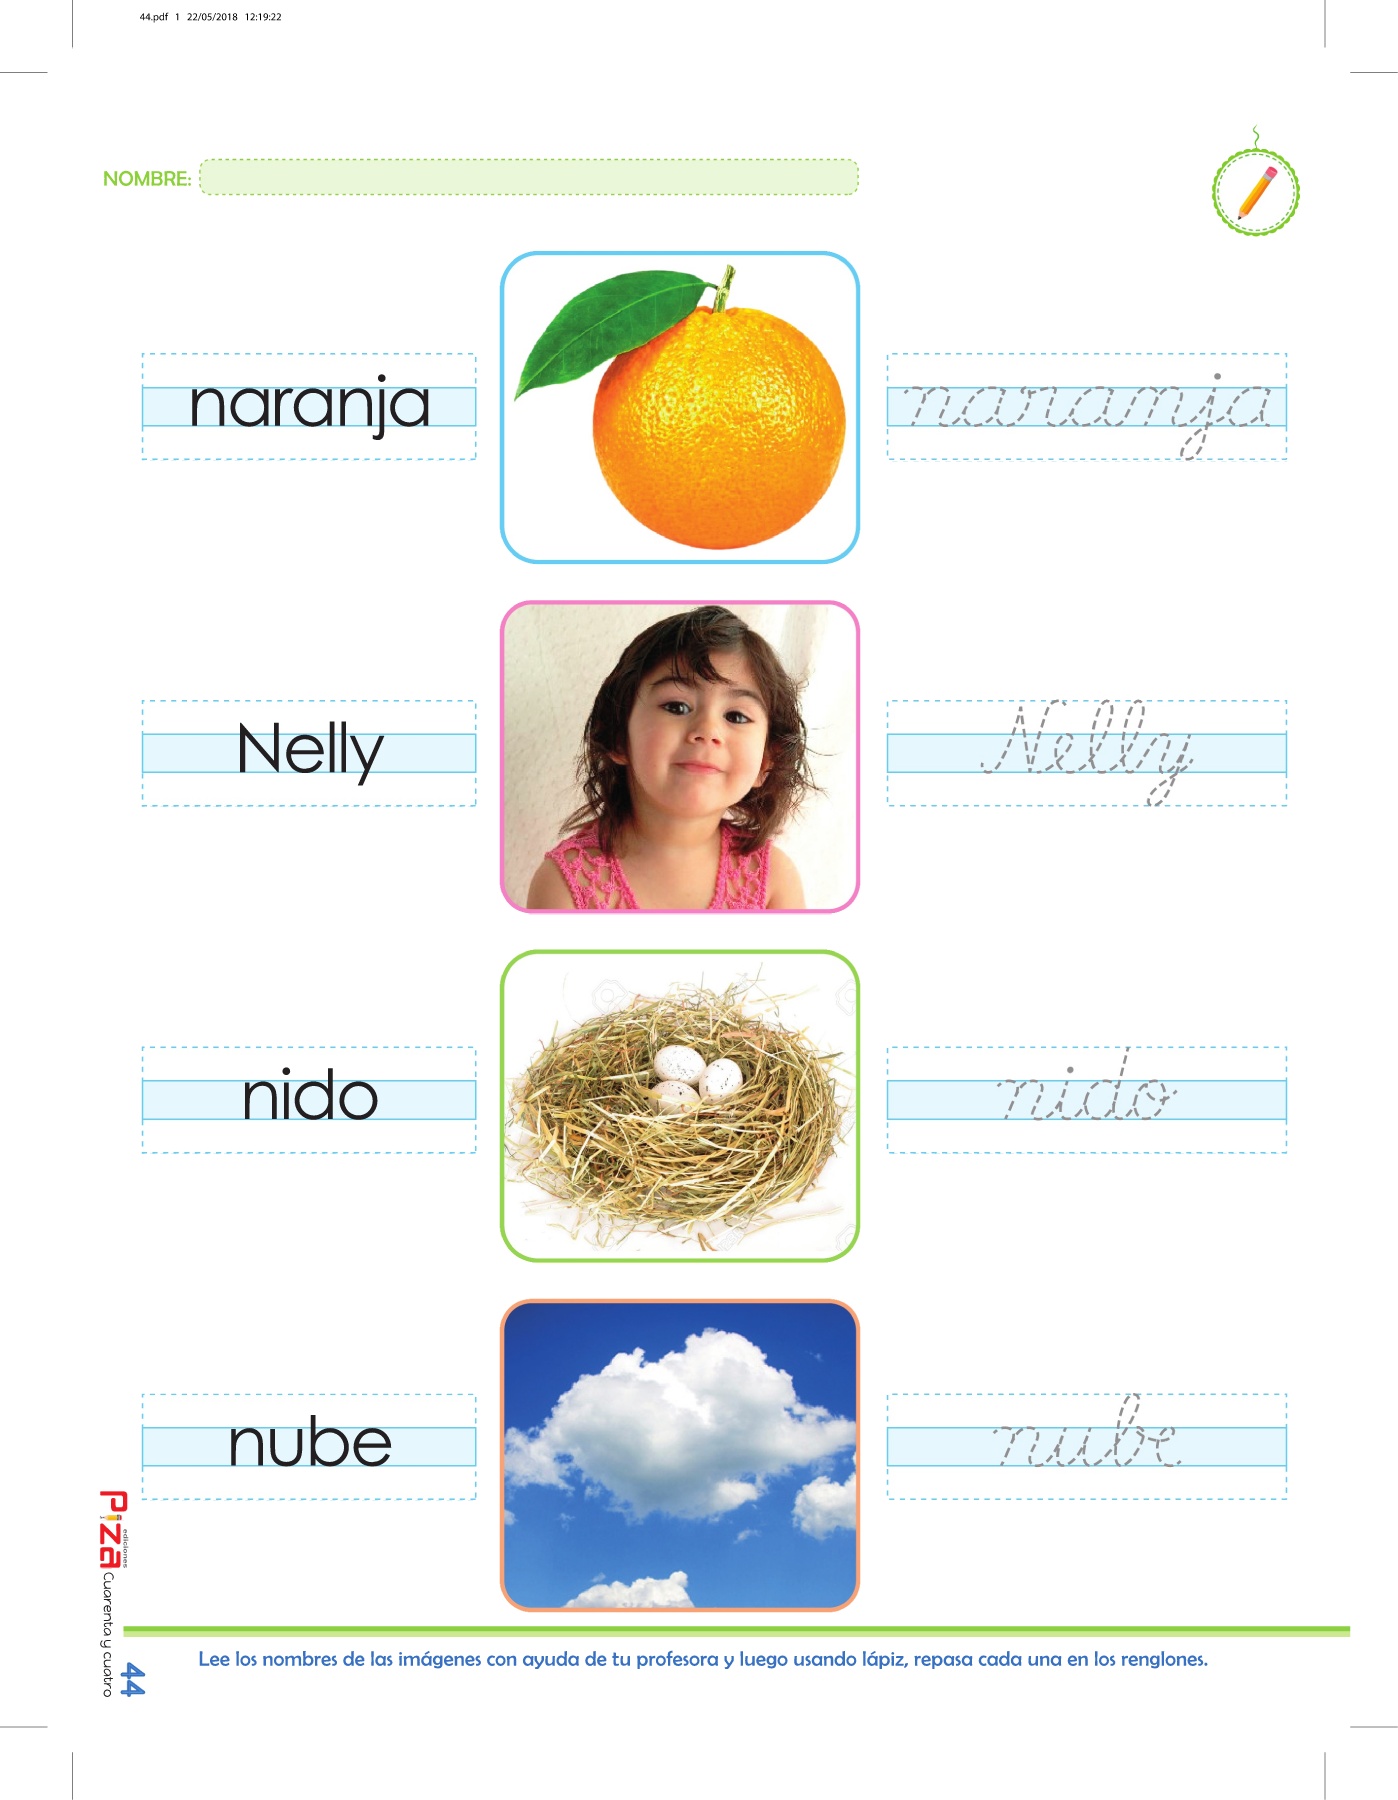 44.pdf 1 22/05/2018 12:19:22
NOMBRE:
naranja
naranja
Nelly
Nelly
nido
nido
nube
nube
Piza ediciones Cuarenta y cuatro
44
Lee los nombres de las imágenes con ayuda de tu profesora y luego usando lápiz, repasa cada una en los renglones.